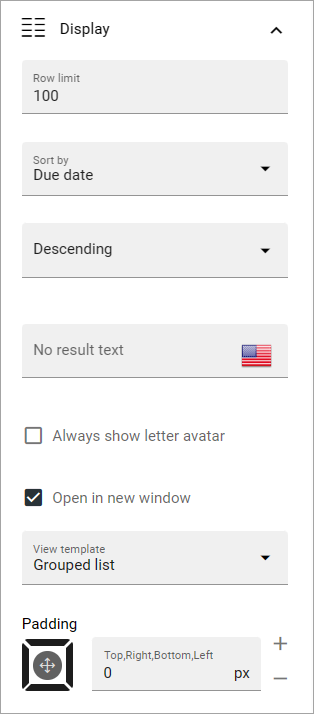 Display
Row limit
100
Sort by
Due date
Descending
No result text
Always show letter avatar
Open in new window
View template
Grouped list
Padding
Top,Right,Bottom,Left
0 px